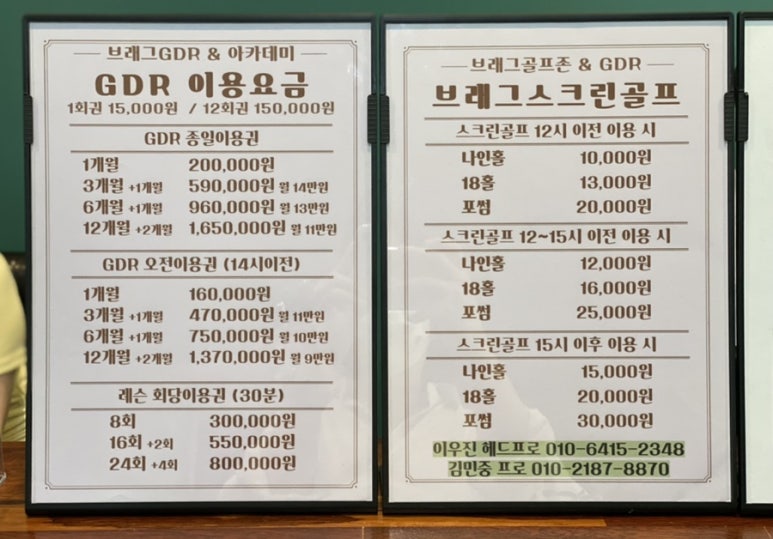 브래그GDR & 아카데미
GDR 이용요금
1회권 15,000원 / 12회권 150,000원
GDR 종일이용권
1개월 200,000원
3개월 +1개월 590,000원 월 14만원
6개월 +1개월 960,000원 월 13만원
12개월 +2개월 1,650,000원 월 11만원
GDR 오전이용권 (14시이전)
1개월 160,000원
3개월 +1개월 470,000원 월 11만원
6개월 +1개월 750,000원 월 10만원
12개월 +2개월 1,370,000원 월 9만원
레슨 회당이용권 (30분)
8회 300,000원
16회 +2회 550,000원
24회 +4회 800,000원
브래그골프존 & GDR
브래그스크린골프
스크린골프 12시 이전 이용 시
나인홀 10,000원
18홀 13,000원
포썸 20,000원
스크린골프 12~15시 이전 이용 시
나인홀 12,000원
18홀 16,000원
포썸 25,000원
스크린골프 15시 이후 이용 시
나인홀 15,000원
18홀 20,000원
포썸 30,000원
이우진 헤드프로 010-6415-2348
김민중 프로 010-2187-8870